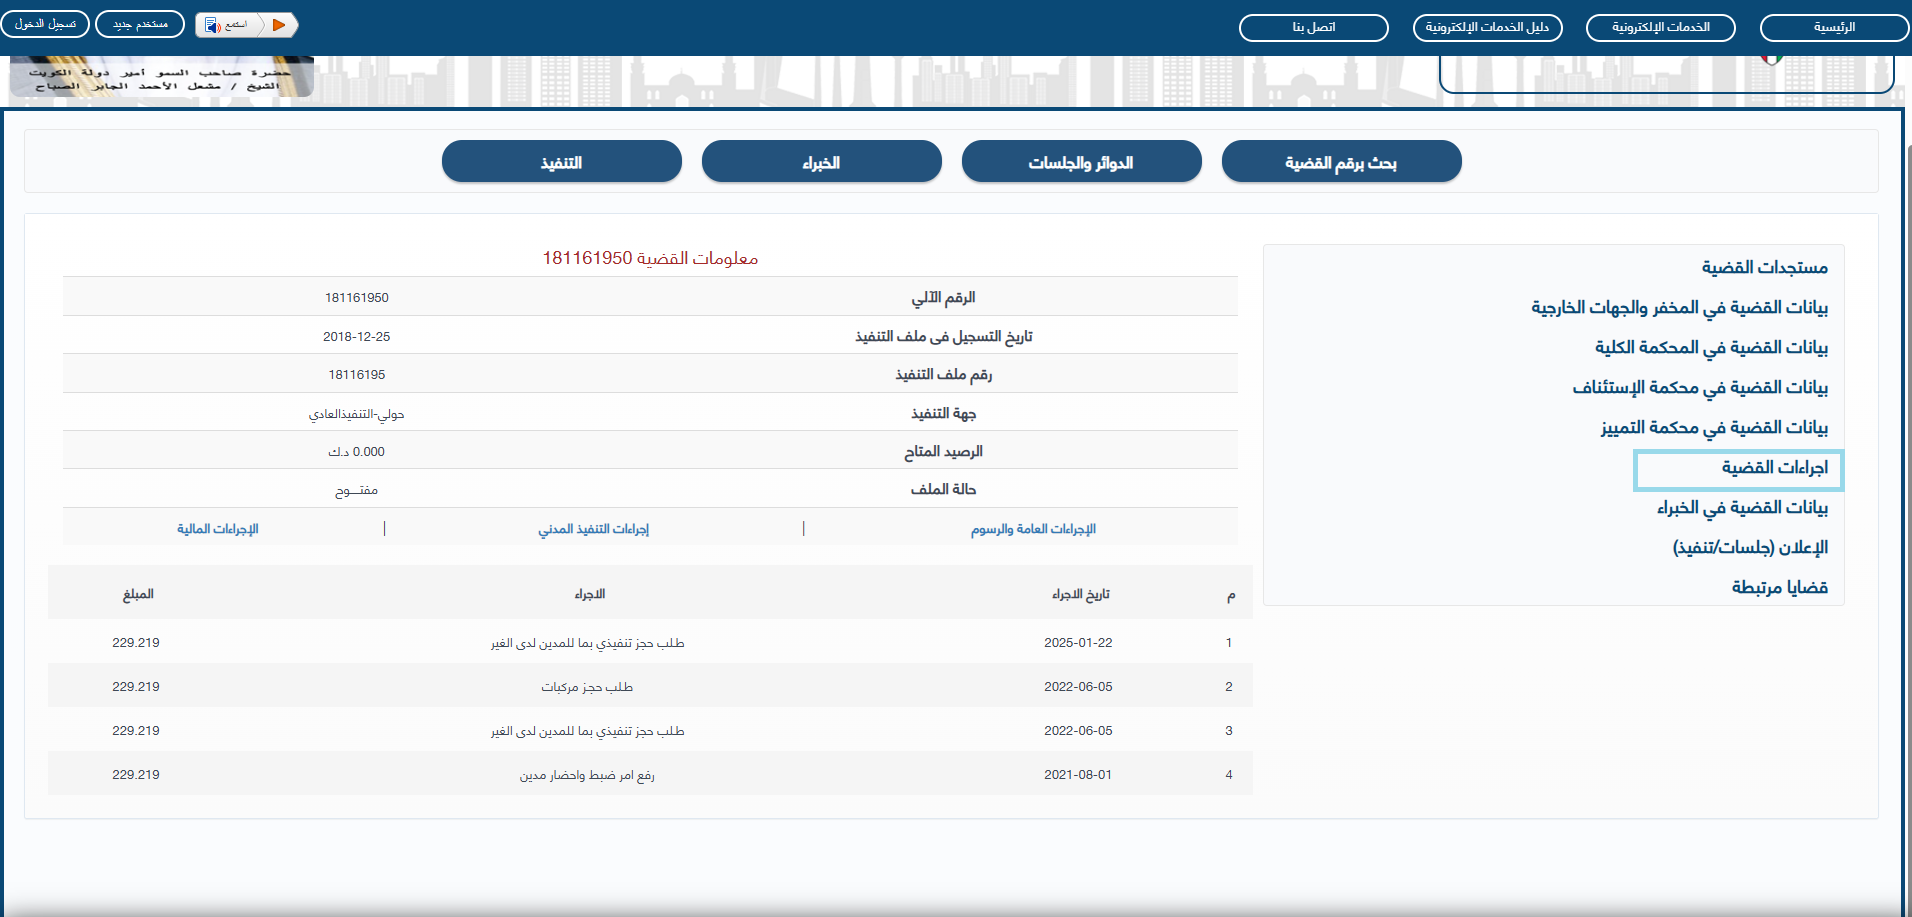 الرئيسية
الخدمات الإلكترونية
دليل الخدمات الإلكترونية
اتصل بنا
استمع
مستخدم جديد
تسجيل الدخول
حضرة صاحب السمو أمير دولة الكويت
الشيخ / مشعل الأحمد الجابر الصباح
بحث برقم القضية
الدوائر والجلسات
الخبراء
التنفيذ
مستجدات القضية
بيانات القضية في المخفر والجهات الخارجية
بيانات القضية في المحكمة الكلية
بيانات القضية في محكمة الإستئناف
بيانات القضية في محكمة التمييز
اجراءات القضية
بيانات القضية في الخبراء
الإعلان (جلسات/تنفيذ)
قضايا مرتبطة
معلومات القضية 181161950
الرقم الآلي 181161950
تاريخ التسجيل فى ملف التنفيذ 2018-12-25
رقم ملف التنفيذ 18116195
جهة التنفيذ حولي-التنفيذالعادي
الرصيد المتاح 0.000 د.ك
حالة الملف مفتـــوح
الإجراءات العامة والرسوم | إجراءات التنفيذ المدني | الإجراءات المالية
م تاريخ الاجراء الاجراء المبلغ
1 2025-01-22 طلب حجز تنفيذي بما للمدين لدى الغير 229.219
2 2022-06-05 طلب حجز مركبات 229.219
3 2022-06-05 طلب حجز تنفيذي بما للمدين لدى الغير 229.219
4 2021-08-01 رفع امر ضبط واحضار مدين 229.219